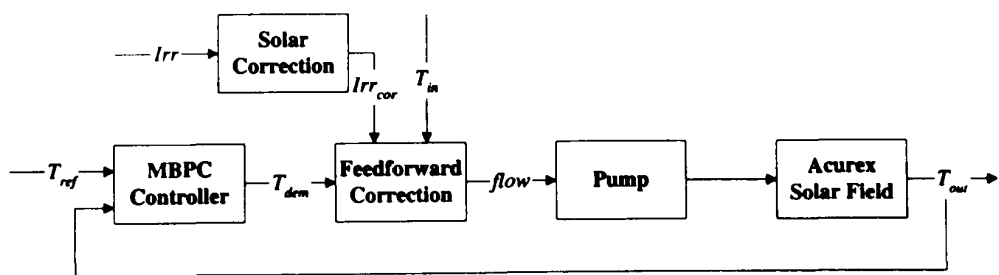 Irr
Solar
Correction
Irr_cor
T_in
T_ref
MBPC
Controller
T_dem
Feedforward
Correction
flow
Pump
Acurex
Solar Field
T_out